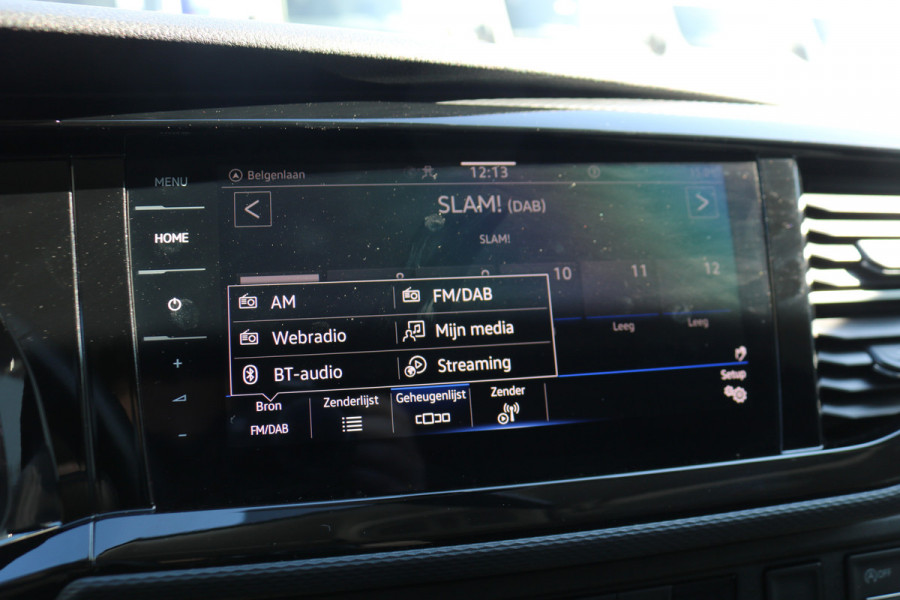 MENU
Belgenlaan
12:13
HOME
SLAM! (DAB)
SLAM!
10 11 12
Leeg Leeg
AM FM/DAB
Webradio Mijn media
BT-audio Streaming
Setup
Bron Zenderlijst Geheugenlijst Zender
FM/DAB
OFF